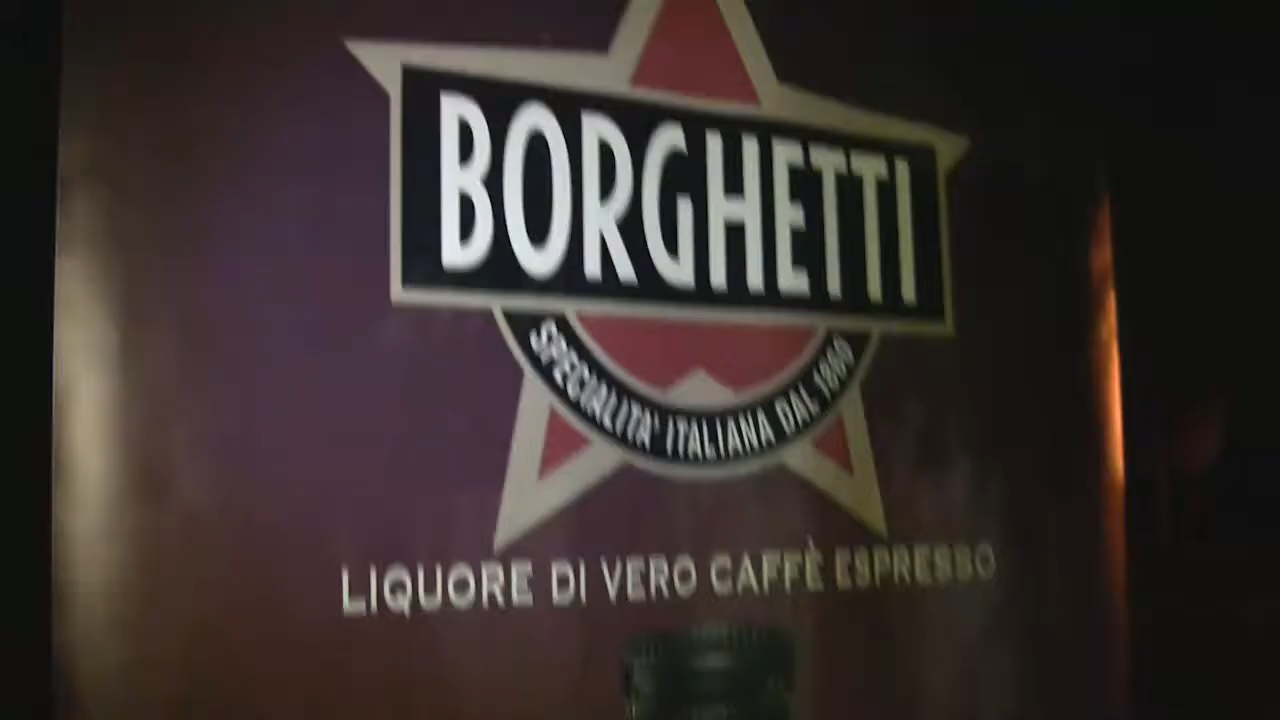 BORGHETTI
SPECIALITA' ITALIANA DAL 1860
LIQUORE DI VERO CAFFÈ ESPRESSO